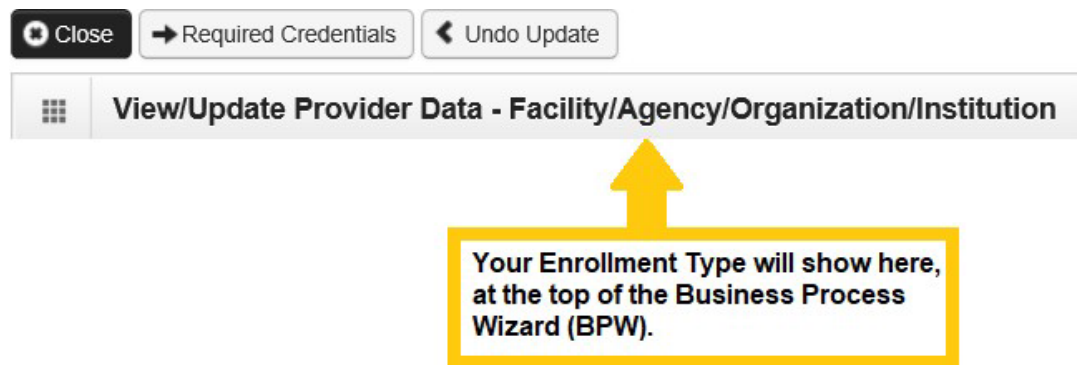 Close Required Credentials Undo Update
View/Update Provider Data - Facility/Agency/Organization/Institution
Your Enrollment Type will show here,
at the top of the Business Process
Wizard (BPW).